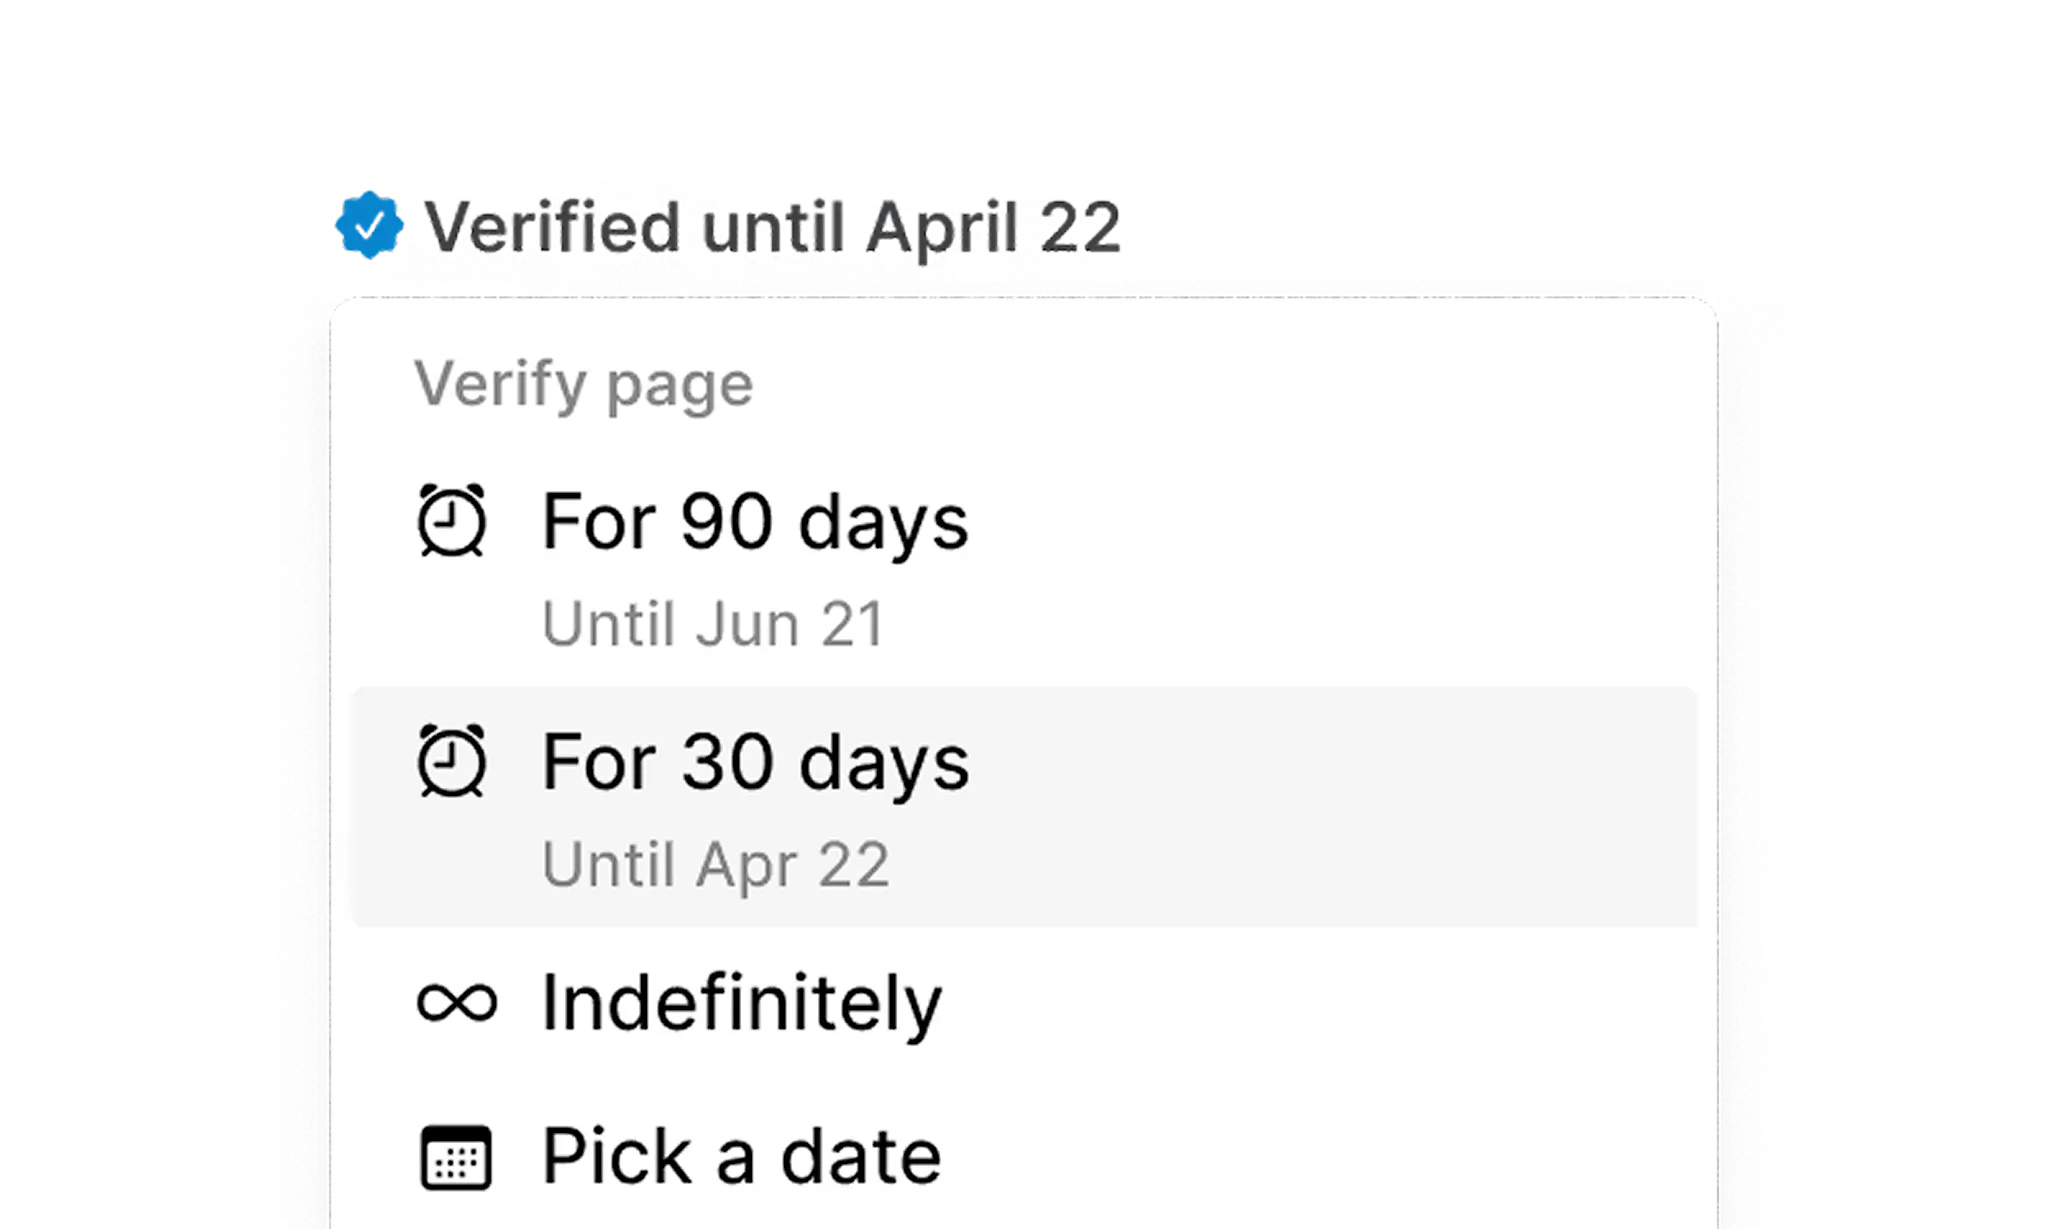 Verified until April 22
Verify page
For 90 days
Until Jun 21
For 30 days
Until Apr 22
Indefinitely
Pick a date